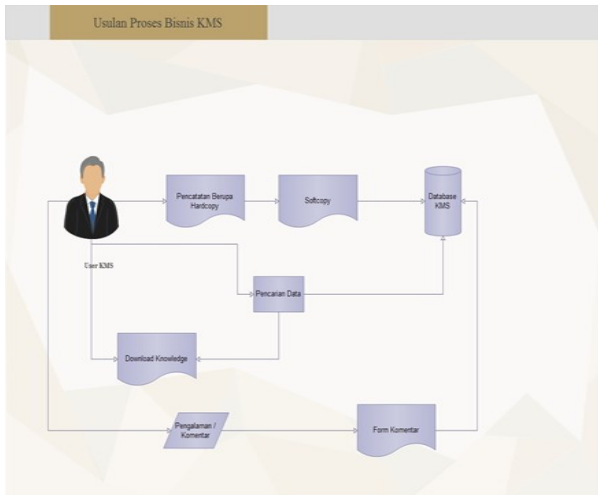 Usulan Proses Bisnis KMS
Pencatatan Berupa
Hardcopy
Softcopy
Database
KMS
User KMS
Pencarian Data
Download Knowledge
Pengalaman /
Komentar
Form Komentar